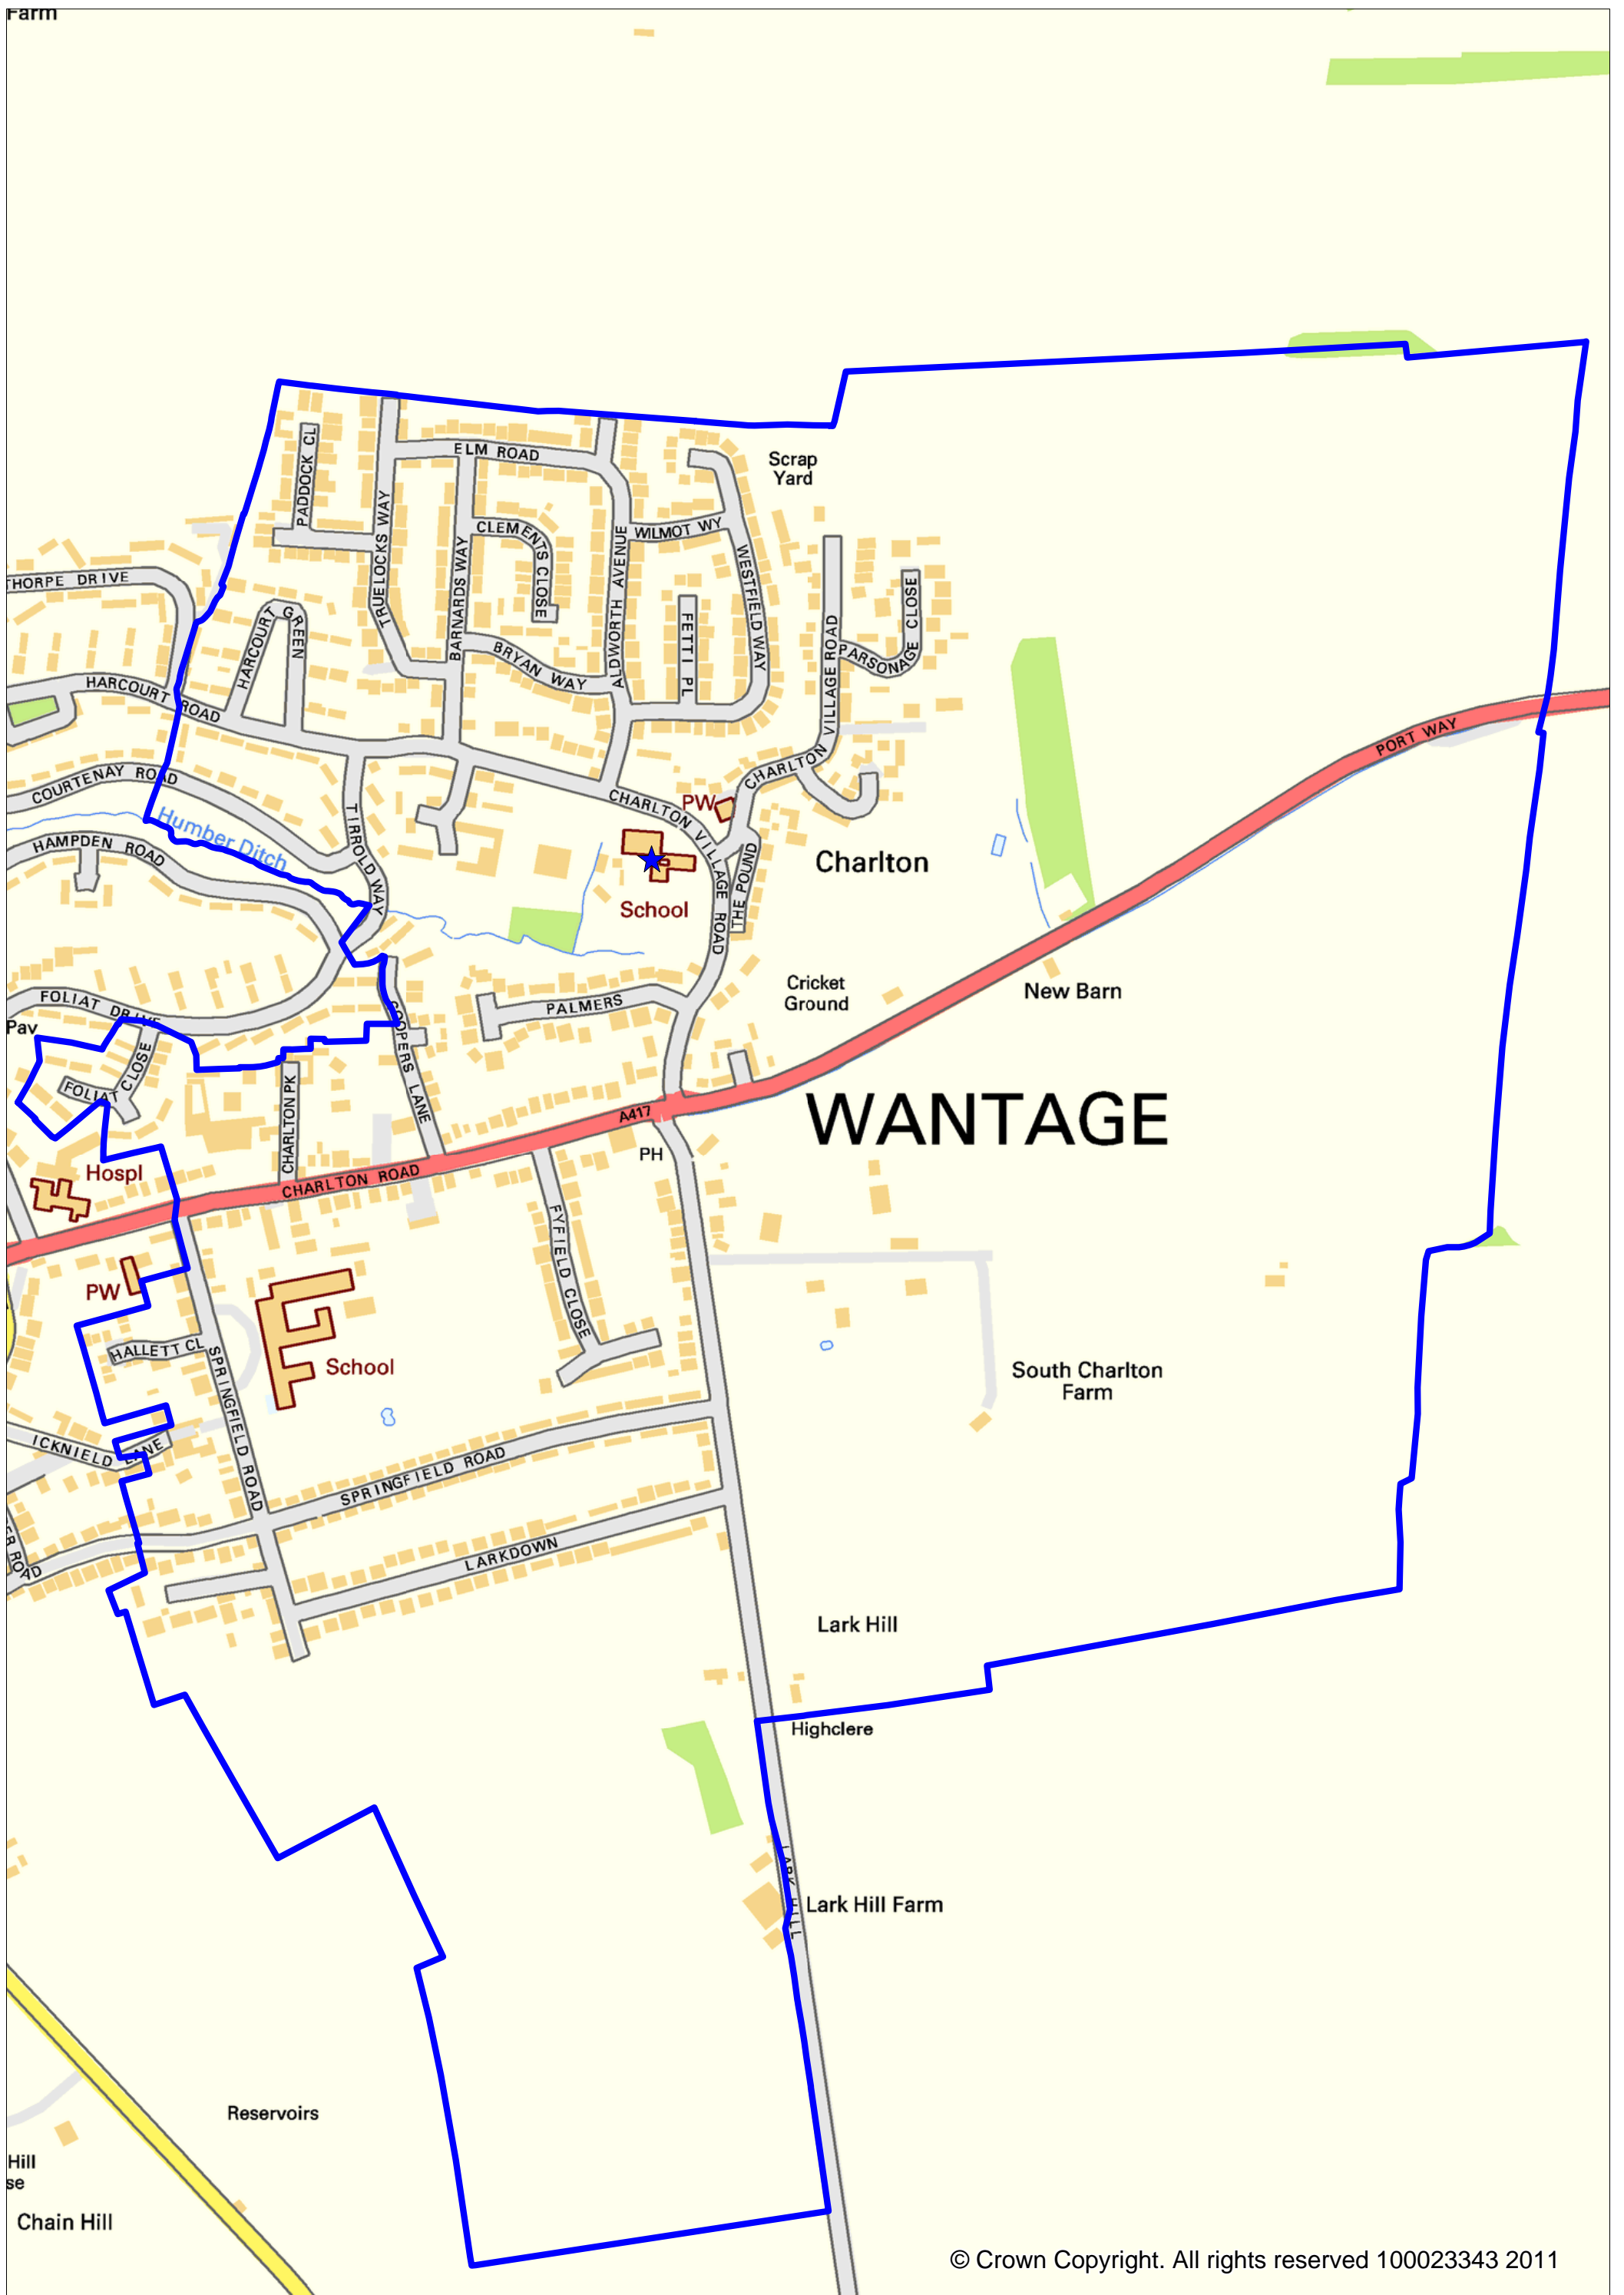 Farm
Scrap
Yard
PADDOCK CL
ELM ROAD
TRUELOCKS WAY
BARNARDS WAY
CLEMENTS CLOSE
WILMOT WY
ALDWORTH AVENUE
WESTFIELD WAY
FETTI PL
BRYAN WAY
THORPE DRIVE
HARCOURT GREEN
HARCOURT ROAD
PARSONAGE CLOSE
CHARLTON VILLAGE ROAD
PORT WAY
COURTENAY ROAD
Humber Ditch
HAMPDEN ROAD
TIRROLD WAY
CHARLTON VILLAGE ROAD
PW
THE POUND
Charlton
School
Cricket
Ground
New Barn
PALMERS
FOLIAT DRIVE
Pav
FOLIAT CLOSE
COOPERS LANE
CHARLTON PK
A417
WANTAGE
PH
Hospl
CHARLTON ROAD
FYFIELD CLOSE
PW
HALLETT CL
School
SPRINGFIELD ROAD
South Charlton
Farm
ICKNIELD LANE
SPRINGFIELD ROAD
ER ROAD
LARKDOWN
Lark Hill
Highclere
LARK HILL
Lark Hill Farm
Reservoirs
Hill
se
Chain Hill
© Crown Copyright. All rights reserved 100023343 2011